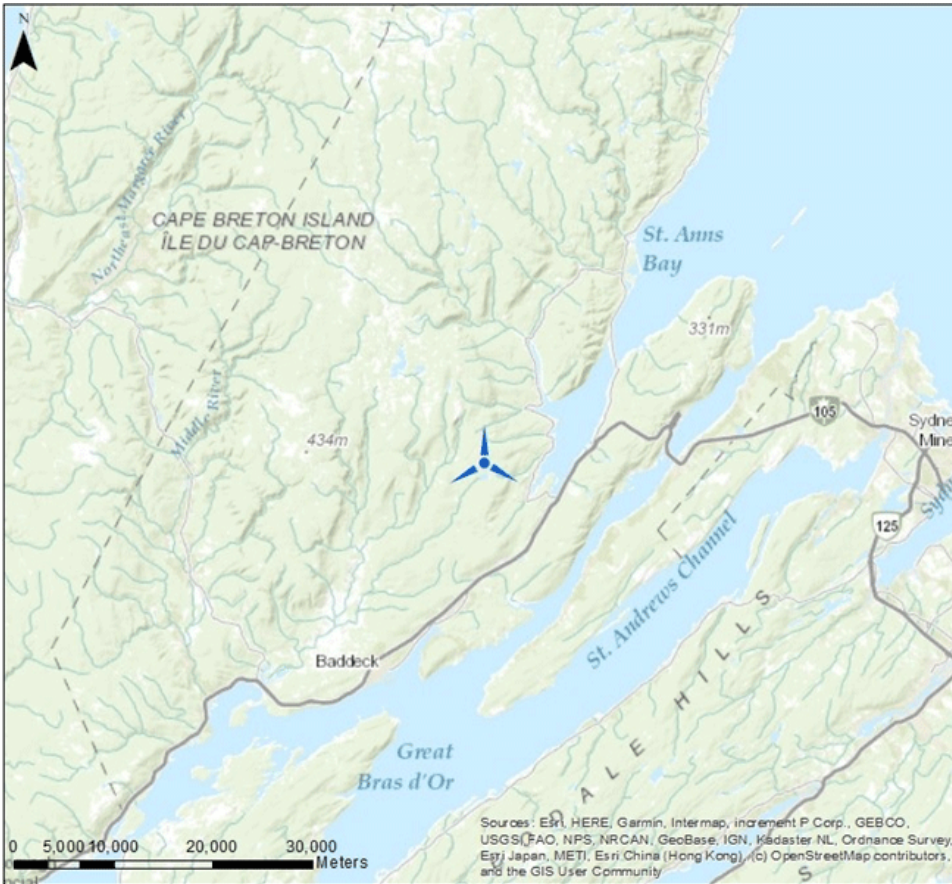 N
Northeast Margaree River
CAPE BRETON ISLAND
ÎLE DU CAP-BRETON
St. Anns
Bay
331m
105
Middle River
434m
Sydne
Mine
125
St. Andrews Channel
Baddeck
Great
Bras d'Or
DALE HILLS
S
0 5,000 10,000 20,000 30,000
Meters
Sources: Esri, HERE, Garmin, Intermap, increment P Corp., GEBCO,
USGS, FAO, NPS, NRCAN, GeoBase, IGN, Kadaster NL, Ordnance Survey,
Esri Japan, METI, Esri China (Hong Kong), (c) OpenStreetMap contributors,
and the GIS User Community